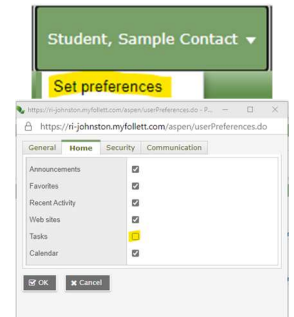 Student, Sample Contact
Set preferences
https://ri-johnston.myfollett.com/aspen/userPreferences.do - P...
https://ri-johnston.myfollett.com/aspen/userPreferences.do
General Home Security Communication
Announcements
Favorites
Recent Activity
Web sites
Tasks
Calendar
OK Cancel